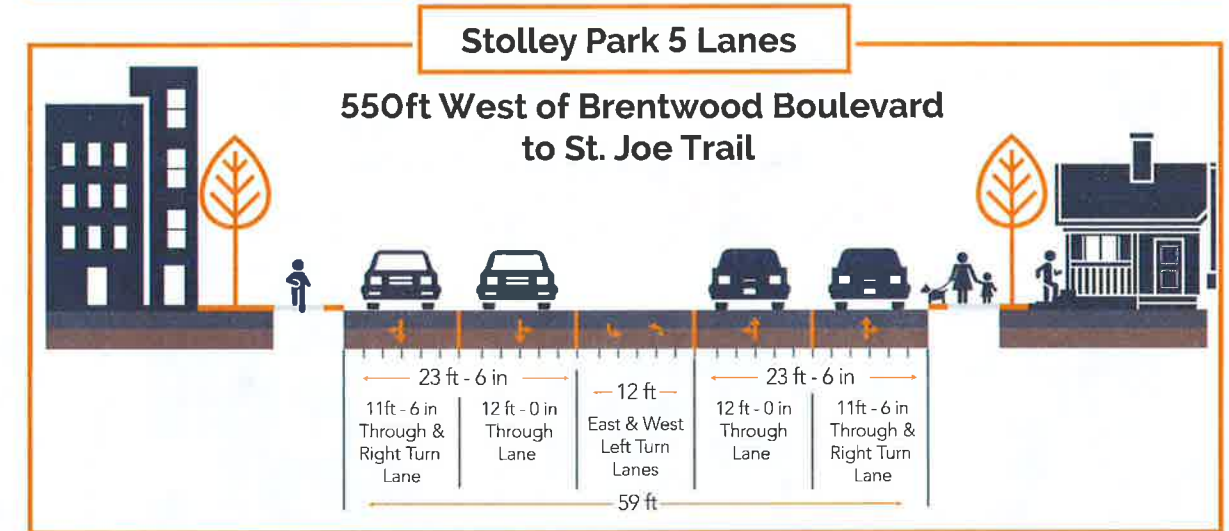 Stolley Park 5 Lanes
550ft West of Brentwood Boulevard
to St. Joe Trail
23 ft - 6 in
12 ft
23 ft - 6 in
11ft - 6 in
Through &
Right Turn
Lane
12 ft - 0 in
Through
Lane
East & West
Left Turn
Lanes
12 ft - 0 in
Through
Lane
11ft - 6 in
Through &
Right Turn
Lane
59 ft